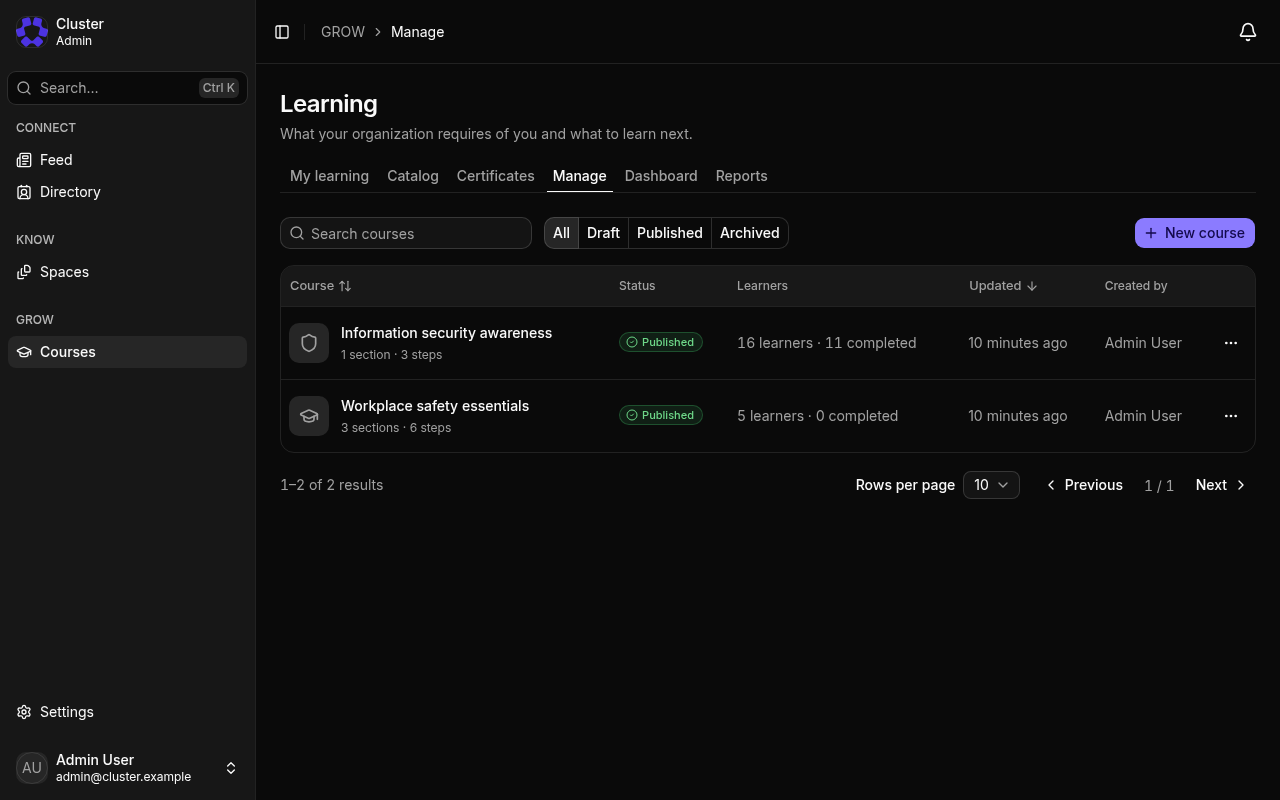 Cluster
Admin
Search...
Ctrl K
CONNECT
Feed
Directory
KNOW
Spaces
GROW
Courses
Settings
AU
Admin User
admin@cluster.example
GROW > Manage
Learning
What your organization requires of you and what to learn next.
My learning Catalog Certificates Manage Dashboard Reports
Search courses
All Draft Published Archived
+ New course
Course Status Learners Updated Created by
Information security awareness
1 section · 3 steps
Published
16 learners · 11 completed
10 minutes ago
Admin User
Workplace safety essentials
3 sections · 6 steps
Published
5 learners · 0 completed
10 minutes ago
Admin User
1–2 of 2 results
Rows per page 10
Previous 1 / 1 Next